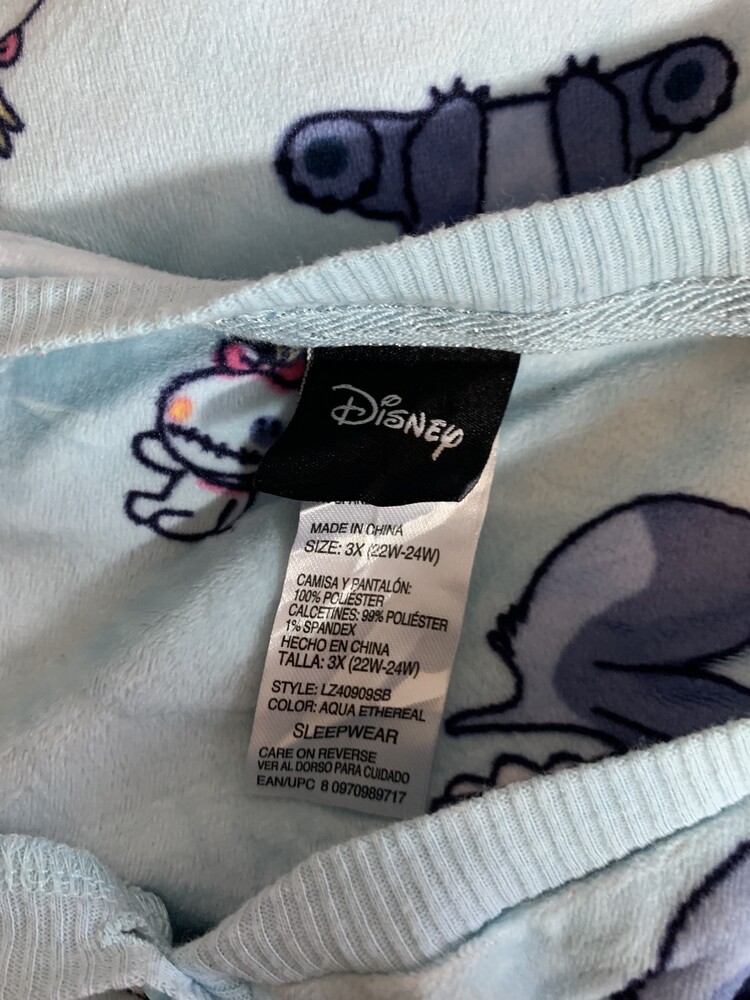 Disney
MADE IN CHINA
SIZE: 3X (22W-24W)
CAMISA Y PANTALÓN:
100% POLIÉSTER
CALCETINES: 99% POLIÉSTER
1% SPANDEX
HECHO EN CHINA
TALLA: 3X (22W-24W)
STYLE: LZ40909SB
COLOR: AQUA ETHEREAL
SLEEPWEAR
CARE ON REVERSE
VER AL DORSO PARA CUIDADO
EAN/UPC 8 0970989717